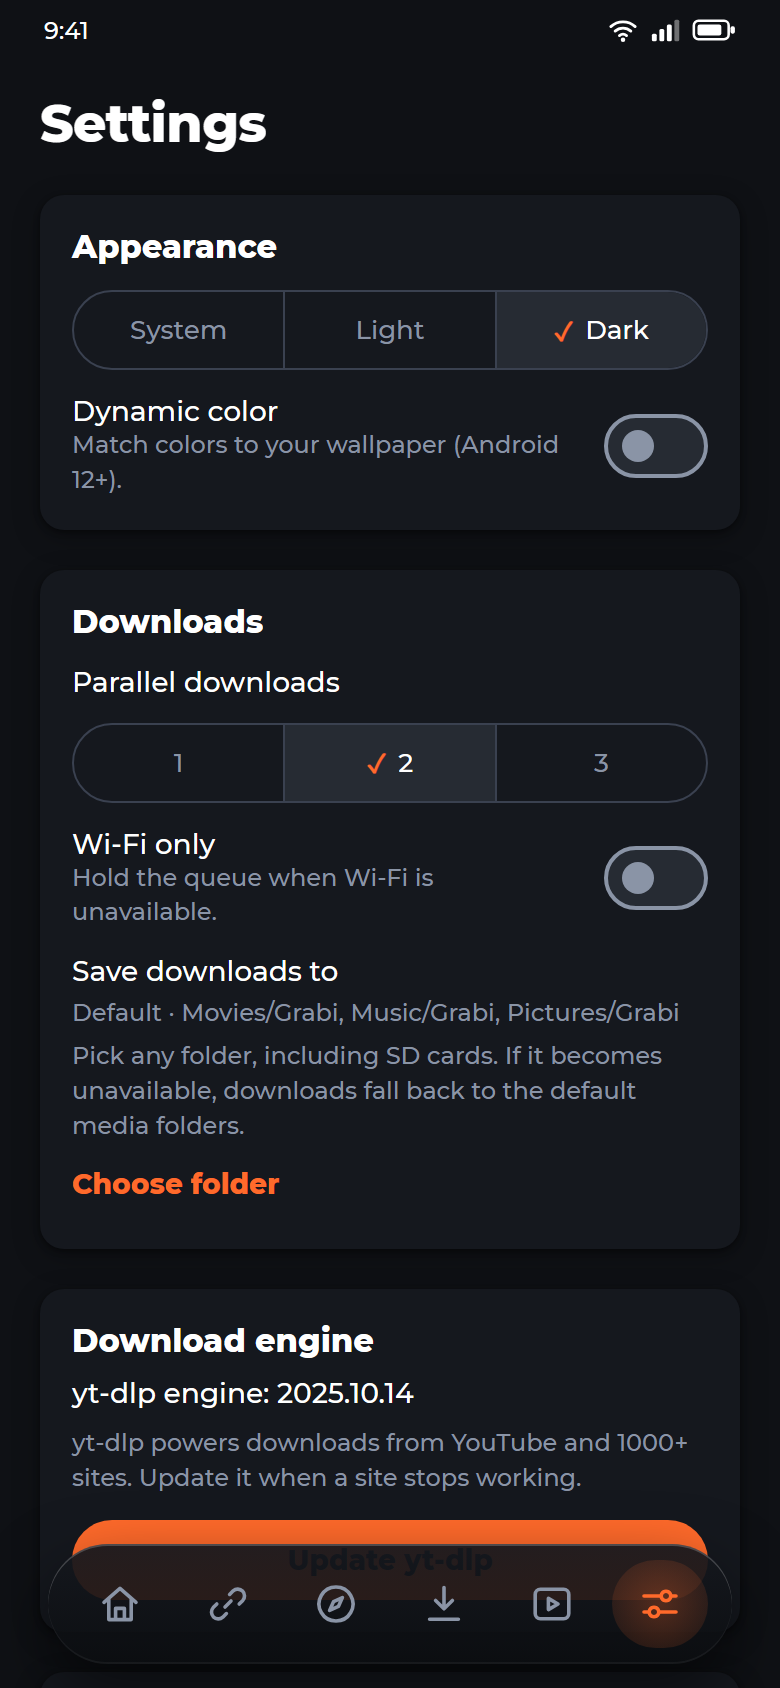 9:41
Settings
Appearance
System
Light
Dark
Dynamic color
Match colors to your wallpaper (Android
12+).
Downloads
Parallel downloads
1
2
3
Wi-Fi only
Hold the queue when Wi-Fi is
unavailable.
Save downloads to
Default · Movies/Grabi, Music/Grabi, Pictures/Grabi
Pick any folder, including SD cards. If it becomes
unavailable, downloads fall back to the default
media folders.
Choose folder
Download engine
yt-dlp engine: 2025.10.14
yt-dlp powers downloads from YouTube and 1000+
sites. Update it when a site stops working.
Update yt-dlp